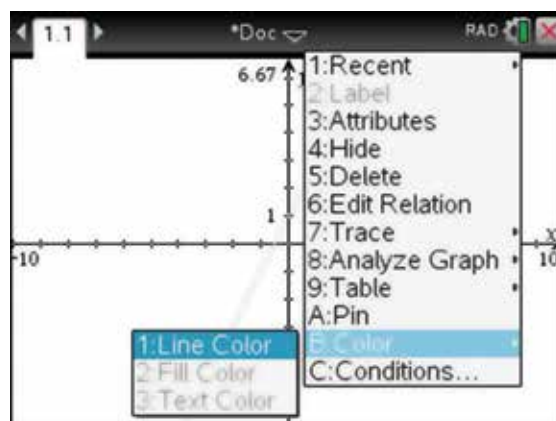 1.1 *Doc RAD
6.67
1:Recent
2:Label
3:Attributes
4:Hide
5:Delete
6:Edit Relation
1
7:Trace
x
-10
8:Analyze Graph
10
9:Table
A:Pin
B:Color
1:Line Color
2:Fill Color
3:Text Color
C:Conditions...